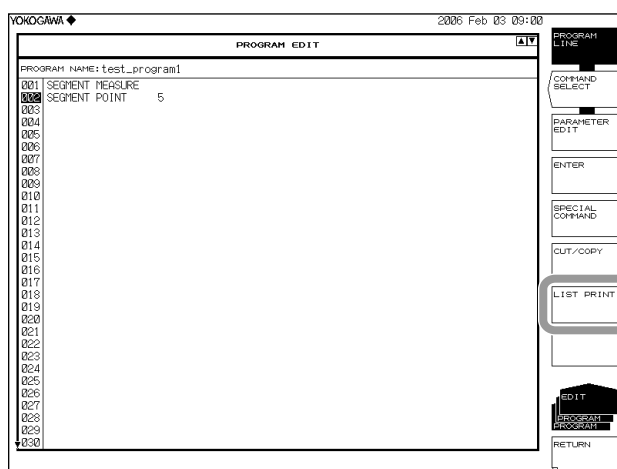 YOKOGAWA ◆ 2006 Feb 03 09:00
PROGRAM EDIT ▲ ▼
PROGRAM NAME:test_program1
001 SEGMENT MEASURE
002 SEGMENT POINT 5
003
004
005
006
007
008
009
010
011
012
013
014
015
016
017
018
019
020
021
022
023
024
025
026
027
028
029
030
PROGRAM
LINE
COMMAND
SELECT
PARAMETER
EDIT
ENTER
SPECIAL
COMMAND
CUT/COPY
LIST PRINT
EDIT
PROGRAM
PROGRAM
RETURN